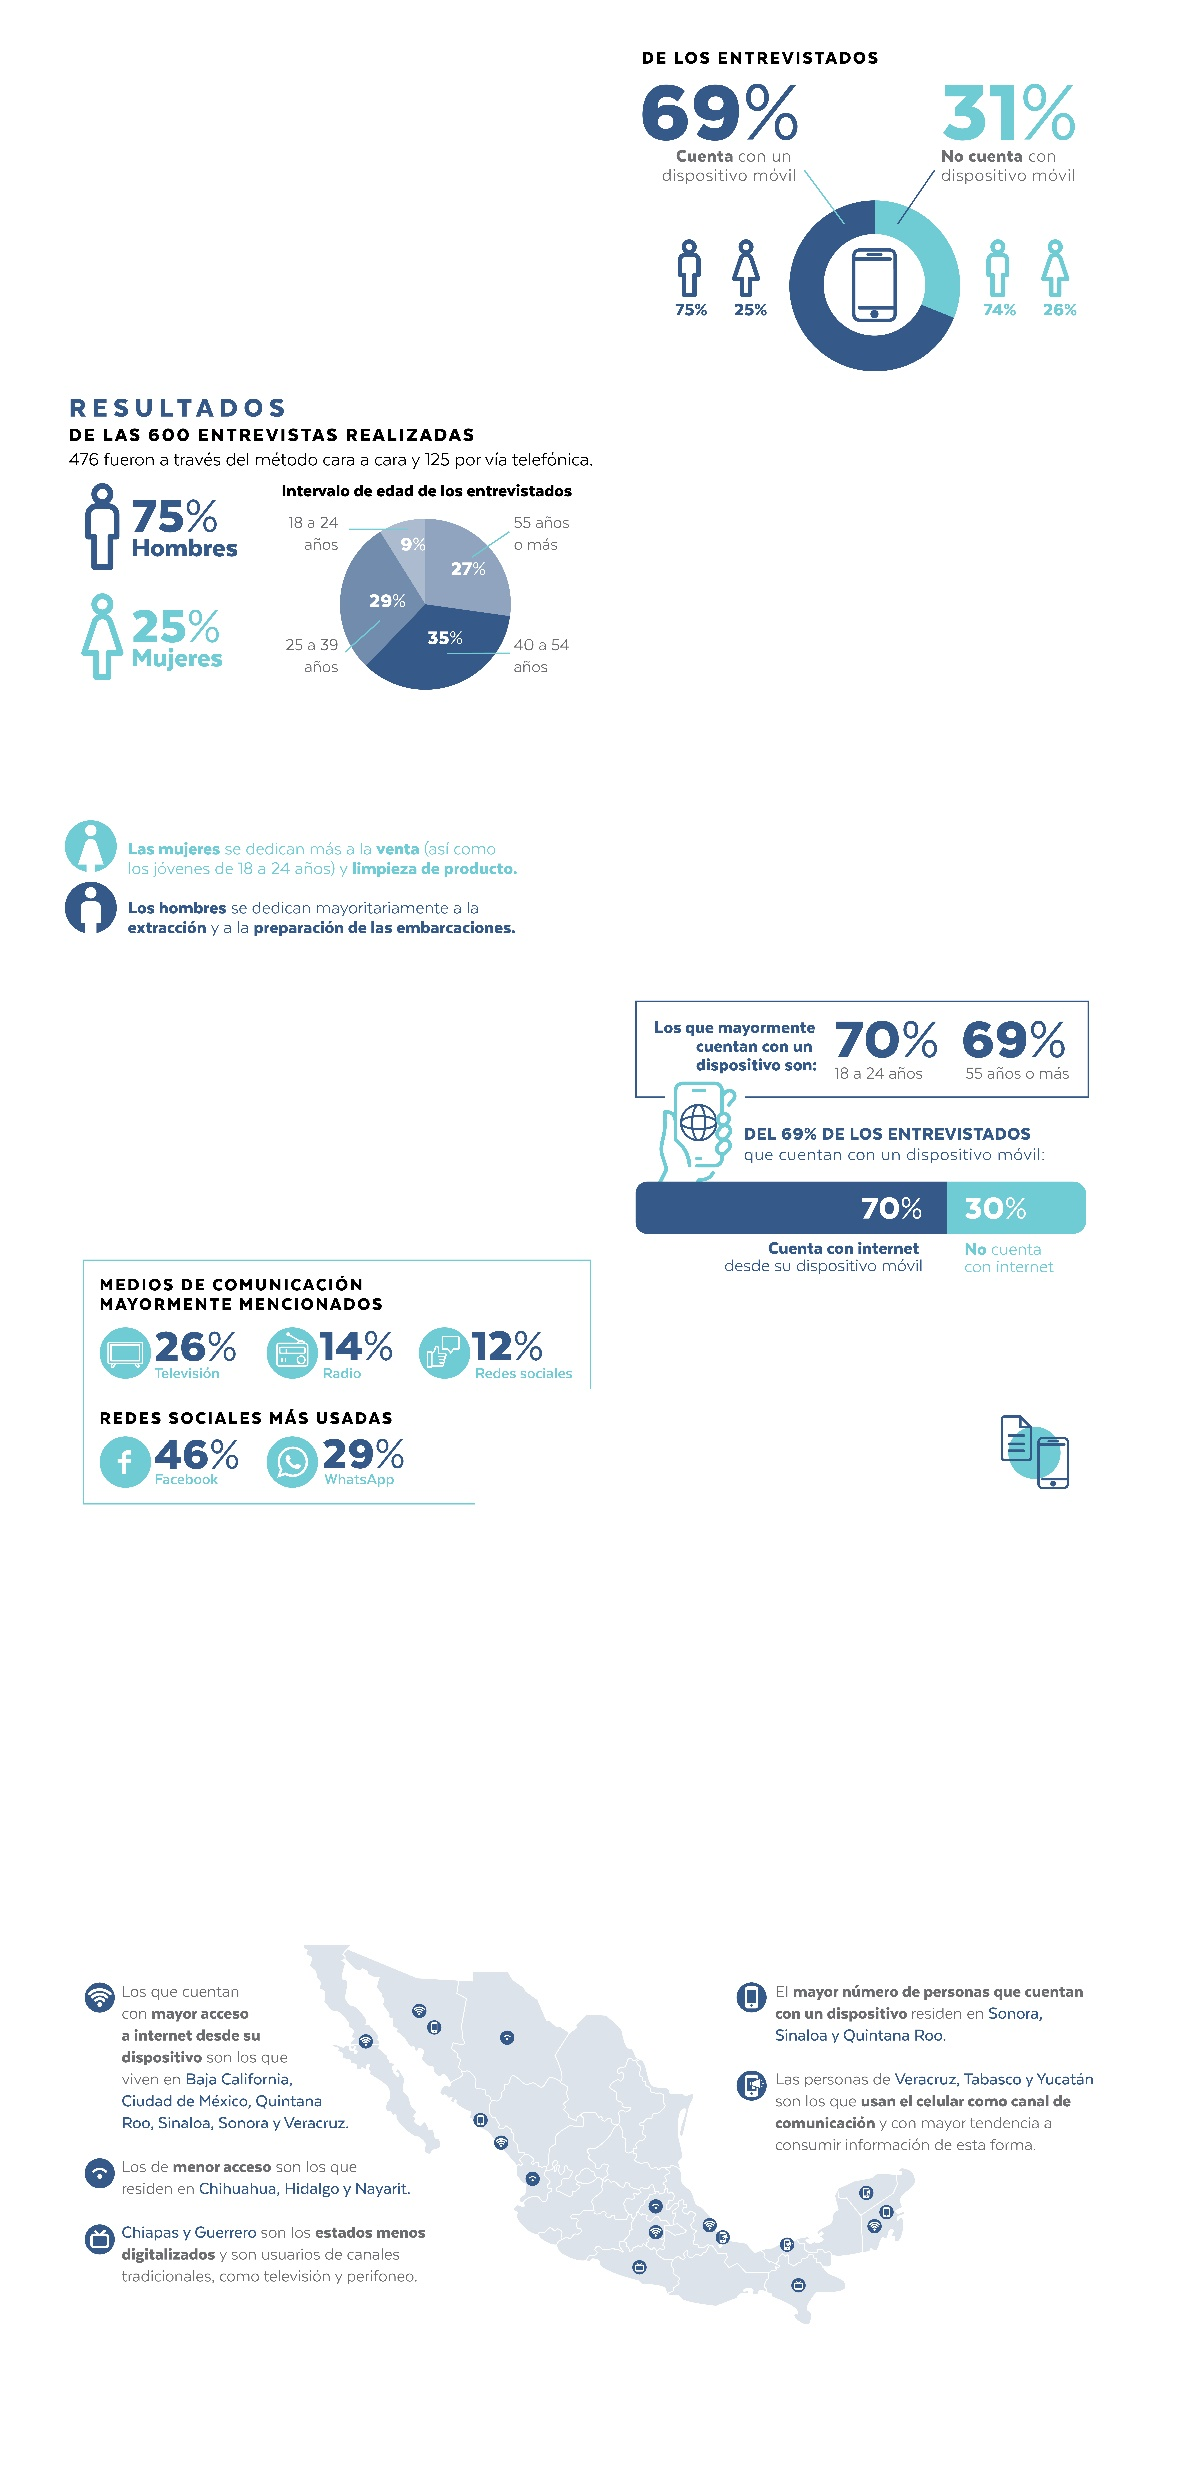 DE LOS ENTREVISTADOS
69%
Cuenta con un
dispositivo móvil
31%
No cuenta con
dispositivo móvil
75%
25%
74%
26%
RESULTADOS
DE LAS 600 ENTREVISTAS REALIZADAS
476 fueron a través del método cara a cara y 125 por vía telefónica.
75%
Hombres
25%
Mujeres
Intervalo de edad de los entrevistados
18 a 24
años
9%
55 años
o más
27%
29%
25 a 39
años
35%
40 a 54
años
Las mujeres se dedican más a la venta (así como
los jóvenes de 18 a 24 años) y limpieza de producto.
Los hombres se dedican mayoritariamente a la
extracción y a la preparación de las embarcaciones.
Los que mayormente
cuentan con un
dispositivo son:
70%
18 a 24 años
69%
55 años o más
DEL 69% DE LOS ENTREVISTADOS
que cuentan con un dispositivo móvil:
70%
30%
Cuenta con internet
desde su dispositivo móvil
No cuenta
con internet
MEDIOS DE COMUNICACIÓN
MAYORMENTE MENCIONADOS
26%
Televisión
14%
Radio
12%
Redes sociales
REDES SOCIALES MÁS USADAS
46%
Facebook
29%
WhatsApp
Los que cuentan
con mayor acceso
a internet desde su
dispositivo son los que
viven en Baja California,
Ciudad de México, Quintana
Roo, Sinaloa, Sonora y Veracruz.
Los de menor acceso son los que
residen en Chihuahua, Hidalgo y Nayarit.
Chiapas y Guerrero son los estados menos
digitalizados y son usuarios de canales
tradicionales, como televisión y perifoneo.
El mayor número de personas que cuentan
con un dispositivo residen en Sonora,
Sinaloa y Quintana Roo.
Las personas de Veracruz, Tabasco y Yucatán
son los que usan el celular como canal de
comunicación y con mayor tendencia a
consumir información de esta forma.